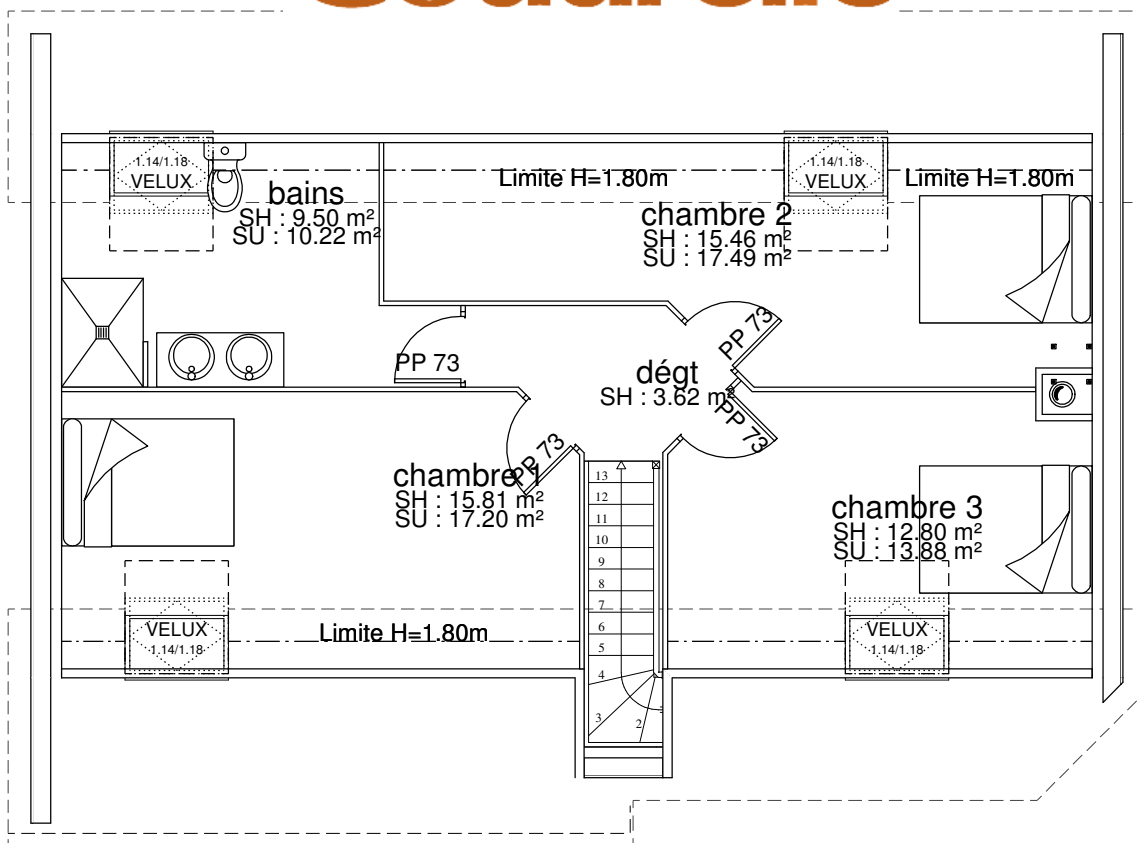 1.14/1.18
VELUX
bains
SH : 9.50 m²
SU : 10.22 m²
Limite H=1.80m
1.14/1.18
VELUX
Limite H=1.80m
chambre 2
SH : 15.46 m²
SU : 17.49 m²
PP 73
PP 73
dégt
SH : 3.62 m²
PP 73
PP 73
chambre 1
SH : 15.81 m²
SU : 17.20 m²
chambre 3
SH : 12.80 m²
SU : 13.88 m²
13
12
11
10
9
8
7
6
5
4
3
2
VELUX
1.14/1.18
Limite H=1.80m
VELUX
1.14/1.18